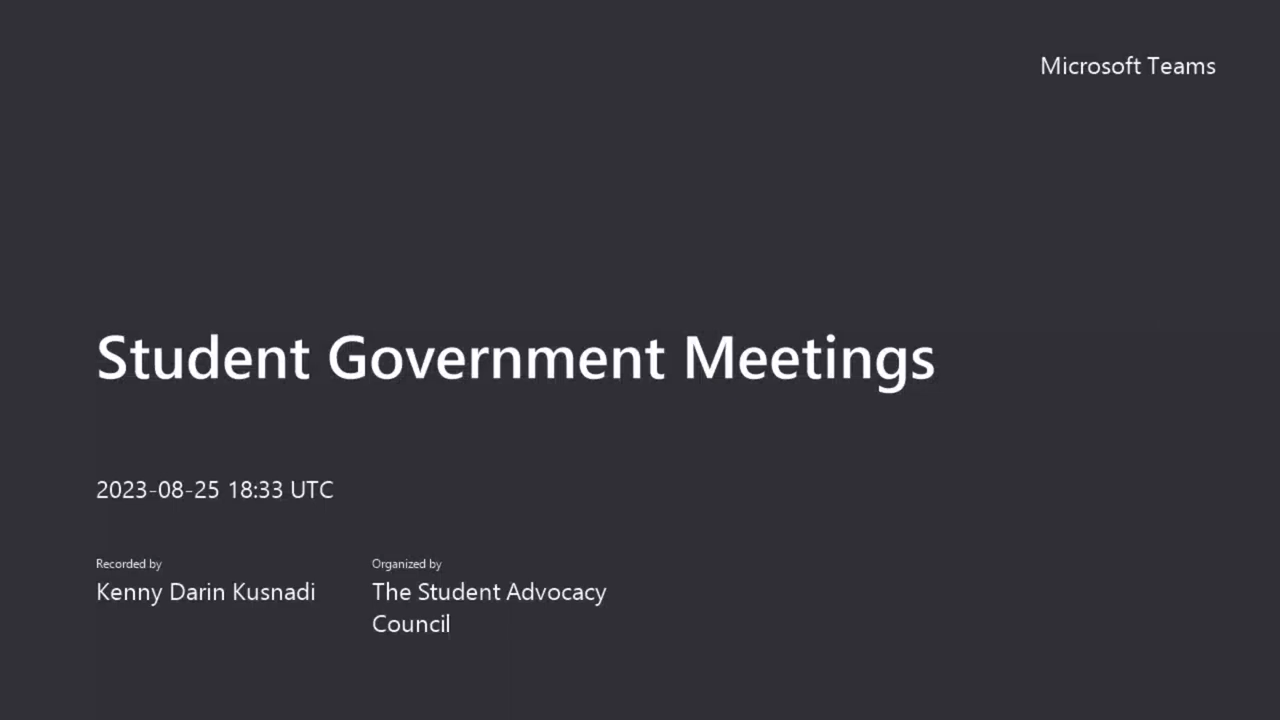 Microsoft Teams
Student Government Meetings
2023-08-25 18:33 UTC
Recorded by
Kenny Darin Kusnadi
Organized by
The Student Advocacy
Council